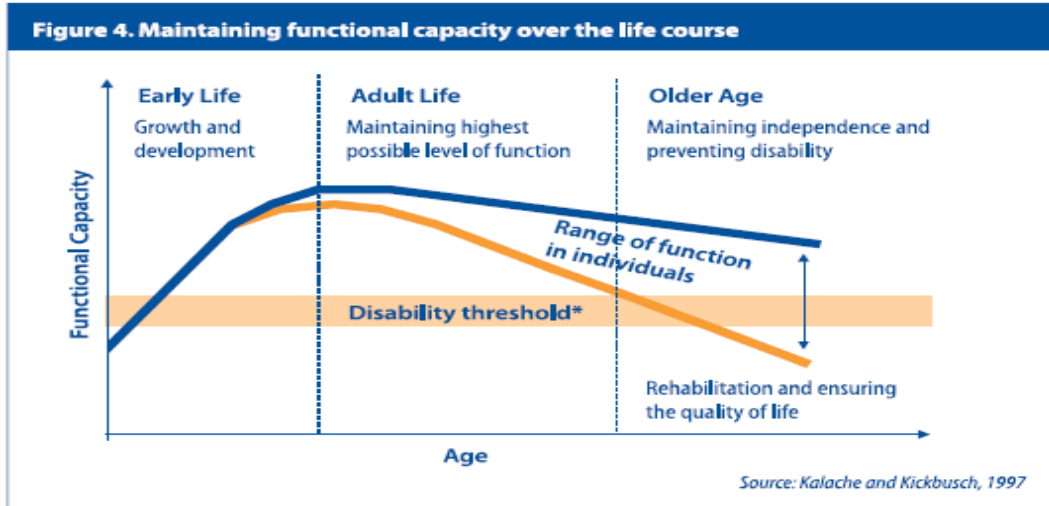 Figure 4. Maintaining functional capacity over the life course
Early Life
Growth and
development
Adult Life
Maintaining highest
possible level of function
Older Age
Maintaining independence and
preventing disability
Functional Capacity
Range of function
in individuals
Disability threshold*
Rehabilitation and ensuring
the quality of life
Age
Source: Kalache and Kickbusch, 1997